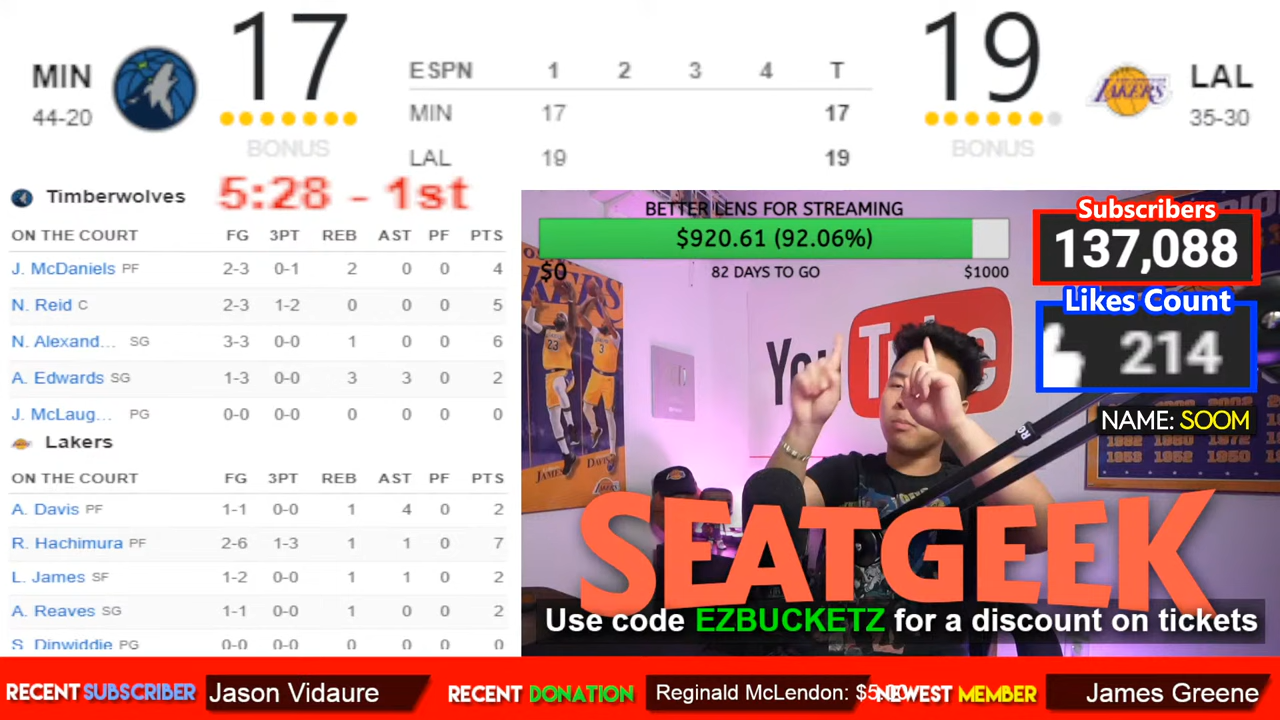 MIN
44-20
17
BONUS
ESPN 1 2 3 4 T
MIN 17 17
LAL 19 19
19
BONUS
LAKERS
LAL
35-30
Timberwolves
5:28 - 1st
ON THE COURT FG 3PT REB AST PF PTS
J. McDaniels PF 2-3 0-1 2 0 0 4
N. Reid C 2-3 1-2 0 0 0 5
N. Alexand... SG 3-3 0-0 1 0 0 6
A. Edwards SG 1-3 0-0 3 3 0 2
J. McLaug... PG 0-0 0-0 0 0 0 0
Lakers
ON THE COURT FG 3PT REB AST PF PTS
A. Davis PF 1-1 0-0 1 4 0 2
R. Hachimura PF 2-6 1-3 1 1 0 7
L. James SF 1-2 0-0 1 1 0 2
A. Reaves SG 1-1 0-0 1 0 0 2
S. Dinwiddie PG 0-0 0-0 0 0 0 0
BETTER LENS FOR STREAMING
$920.61 (92.06%)
$0 82 DAYS TO GO $1000
Subscribers
137,088
Likes Count
214
NAME: SOOM
LAKERS
23
3
JAMES DAVIS
YouTube
SEATGEEK
Use code EZBUCKETZ for a discount on tickets
RECENT SUBSCRIBER Jason Vidaure
RECENT DONATION Reginald McLendon: $5.00
NEWEST MEMBER James Greene